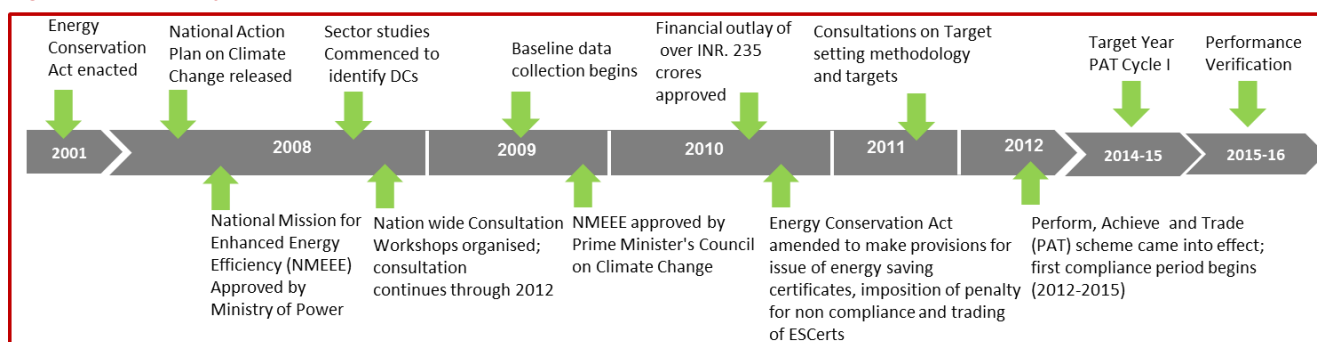 Energy
Conservation
Act enacted
National Action
Plan on Climate
Change released
Sector studies
Commenced to
identify DCs
Baseline data
collection begins
Financial outlay of
over INR. 235
crores
approved
Consultations on Target
setting methodology
and targets
Target Year
PAT Cycle I
Performance
Verification
2001
2008
2009
2010
2011
2012
2014-15
2015-16
National Mission for
Enhanced Energy
Efficiency (NMEEE)
Approved by
Ministry of Power
Nation wide Consultation
Workshops organised;
consultation
continues through 2012
NMEEE approved by
Prime Minister's Council
on Climate Change
Energy Conservation Act
amended to make provisions for
issue of energy saving
certificates, imposition of penalty
for non compliance and trading
of ESCerts
Perform, Achieve and Trade
(PAT) scheme came into effect;
first compliance period begins
(2012-2015)